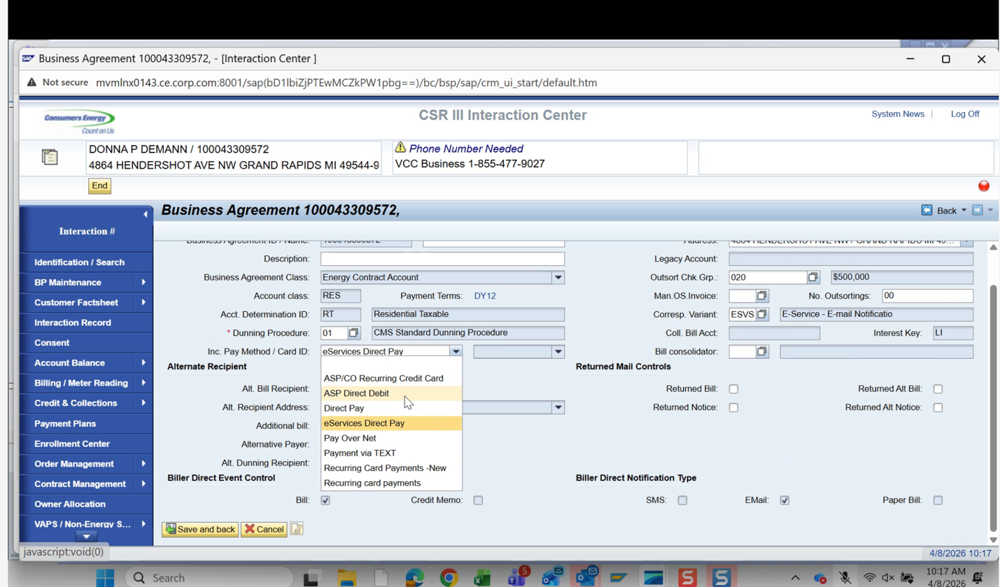 Business Agreement 100043309572, - [Interaction Center ]
Not secure mvmlnx0143.ce.corp.com:8001/sap(bD1lbiZjPTEwMCZkPW1pbg==)/bc/bsp/sap/crm_ui_start/default.htm
Consumers Energy
Count on Us
CSR III Interaction Center
System News | Log Off
DONNA P DEMANN / 100043309572
4864 HENDERSHOT AVE NW GRAND RAPIDS MI 49544-9
Phone Number Needed
VCC Business 1-855-477-9027
End
Interaction #
Identification / Search
BP Maintenance
Customer Factsheet
Interaction Record
Consent
Account Balance
Billing / Meter Reading
Credit & Collections
Payment Plans
Enrollment Center
Order Management
Contract Management
Owner Allocation
VAPS / Non-Energy S...
Business Agreement 100043309572,
Back
Business Agreement ID / Name: 100043309572
Address: 4864 HENDERSHOT AVE NW / GRAND RAPIDS MI 49...
Description:
Legacy Account:
Business Agreement Class: Energy Contract Account
Outsort Chk.Grp.: 020 $500,000
Account class: RES Payment Terms: DY12
Man.OS.Invoice: No. Outsortings: 00
Acct. Determination ID: RT Residential Taxable
Corresp. Variant: ESVS E-Service - E-mail Notificatio
* Dunning Procedure: 01 CMS Standard Dunning Procedure
Coll. Bill Acct: Interest Key: LI
Inc. Pay Method / Card ID: eServices Direct Pay
Bill consolidator:
ASP/CO Recurring Credit Card
ASP Direct Debit
Direct Pay
eServices Direct Pay
Pay Over Net
Payment via TEXT
Recurring Card Payments -New
Recurring card payments
Alternate Recipient
Alt. Bill Recipient:
Alt. Recipient Address:
Additional bill:
Alternative Payer:
Alt. Dunning Recipient:
Returned Mail Controls
Returned Bill: Returned Alt Bill:
Returned Notice: Returned Alt Notice:
Biller Direct Event Control
Bill: Credit Memo:
Biller Direct Notification Type
SMS: EMail: Paper Bill:
Save and back Cancel
javascript:void(0)
4/8/2026 10:17
Search
5
10:17 AM
4/8/2026